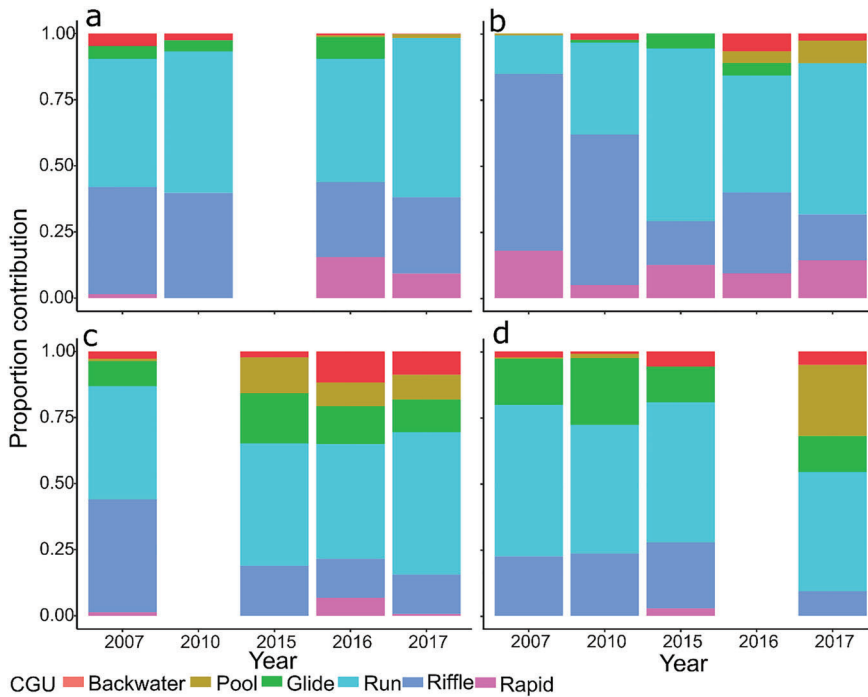 a
b
1.00
0.75
0.50
0.25
0.00
Proportion contribution
c
d
1.00
0.75
0.50
0.25
0.00
2007 2010 2015 2016 2017
2007 2010 2015 2016 2017
Year
Year
CGU Backwater Pool Glide Run Riffle Rapid